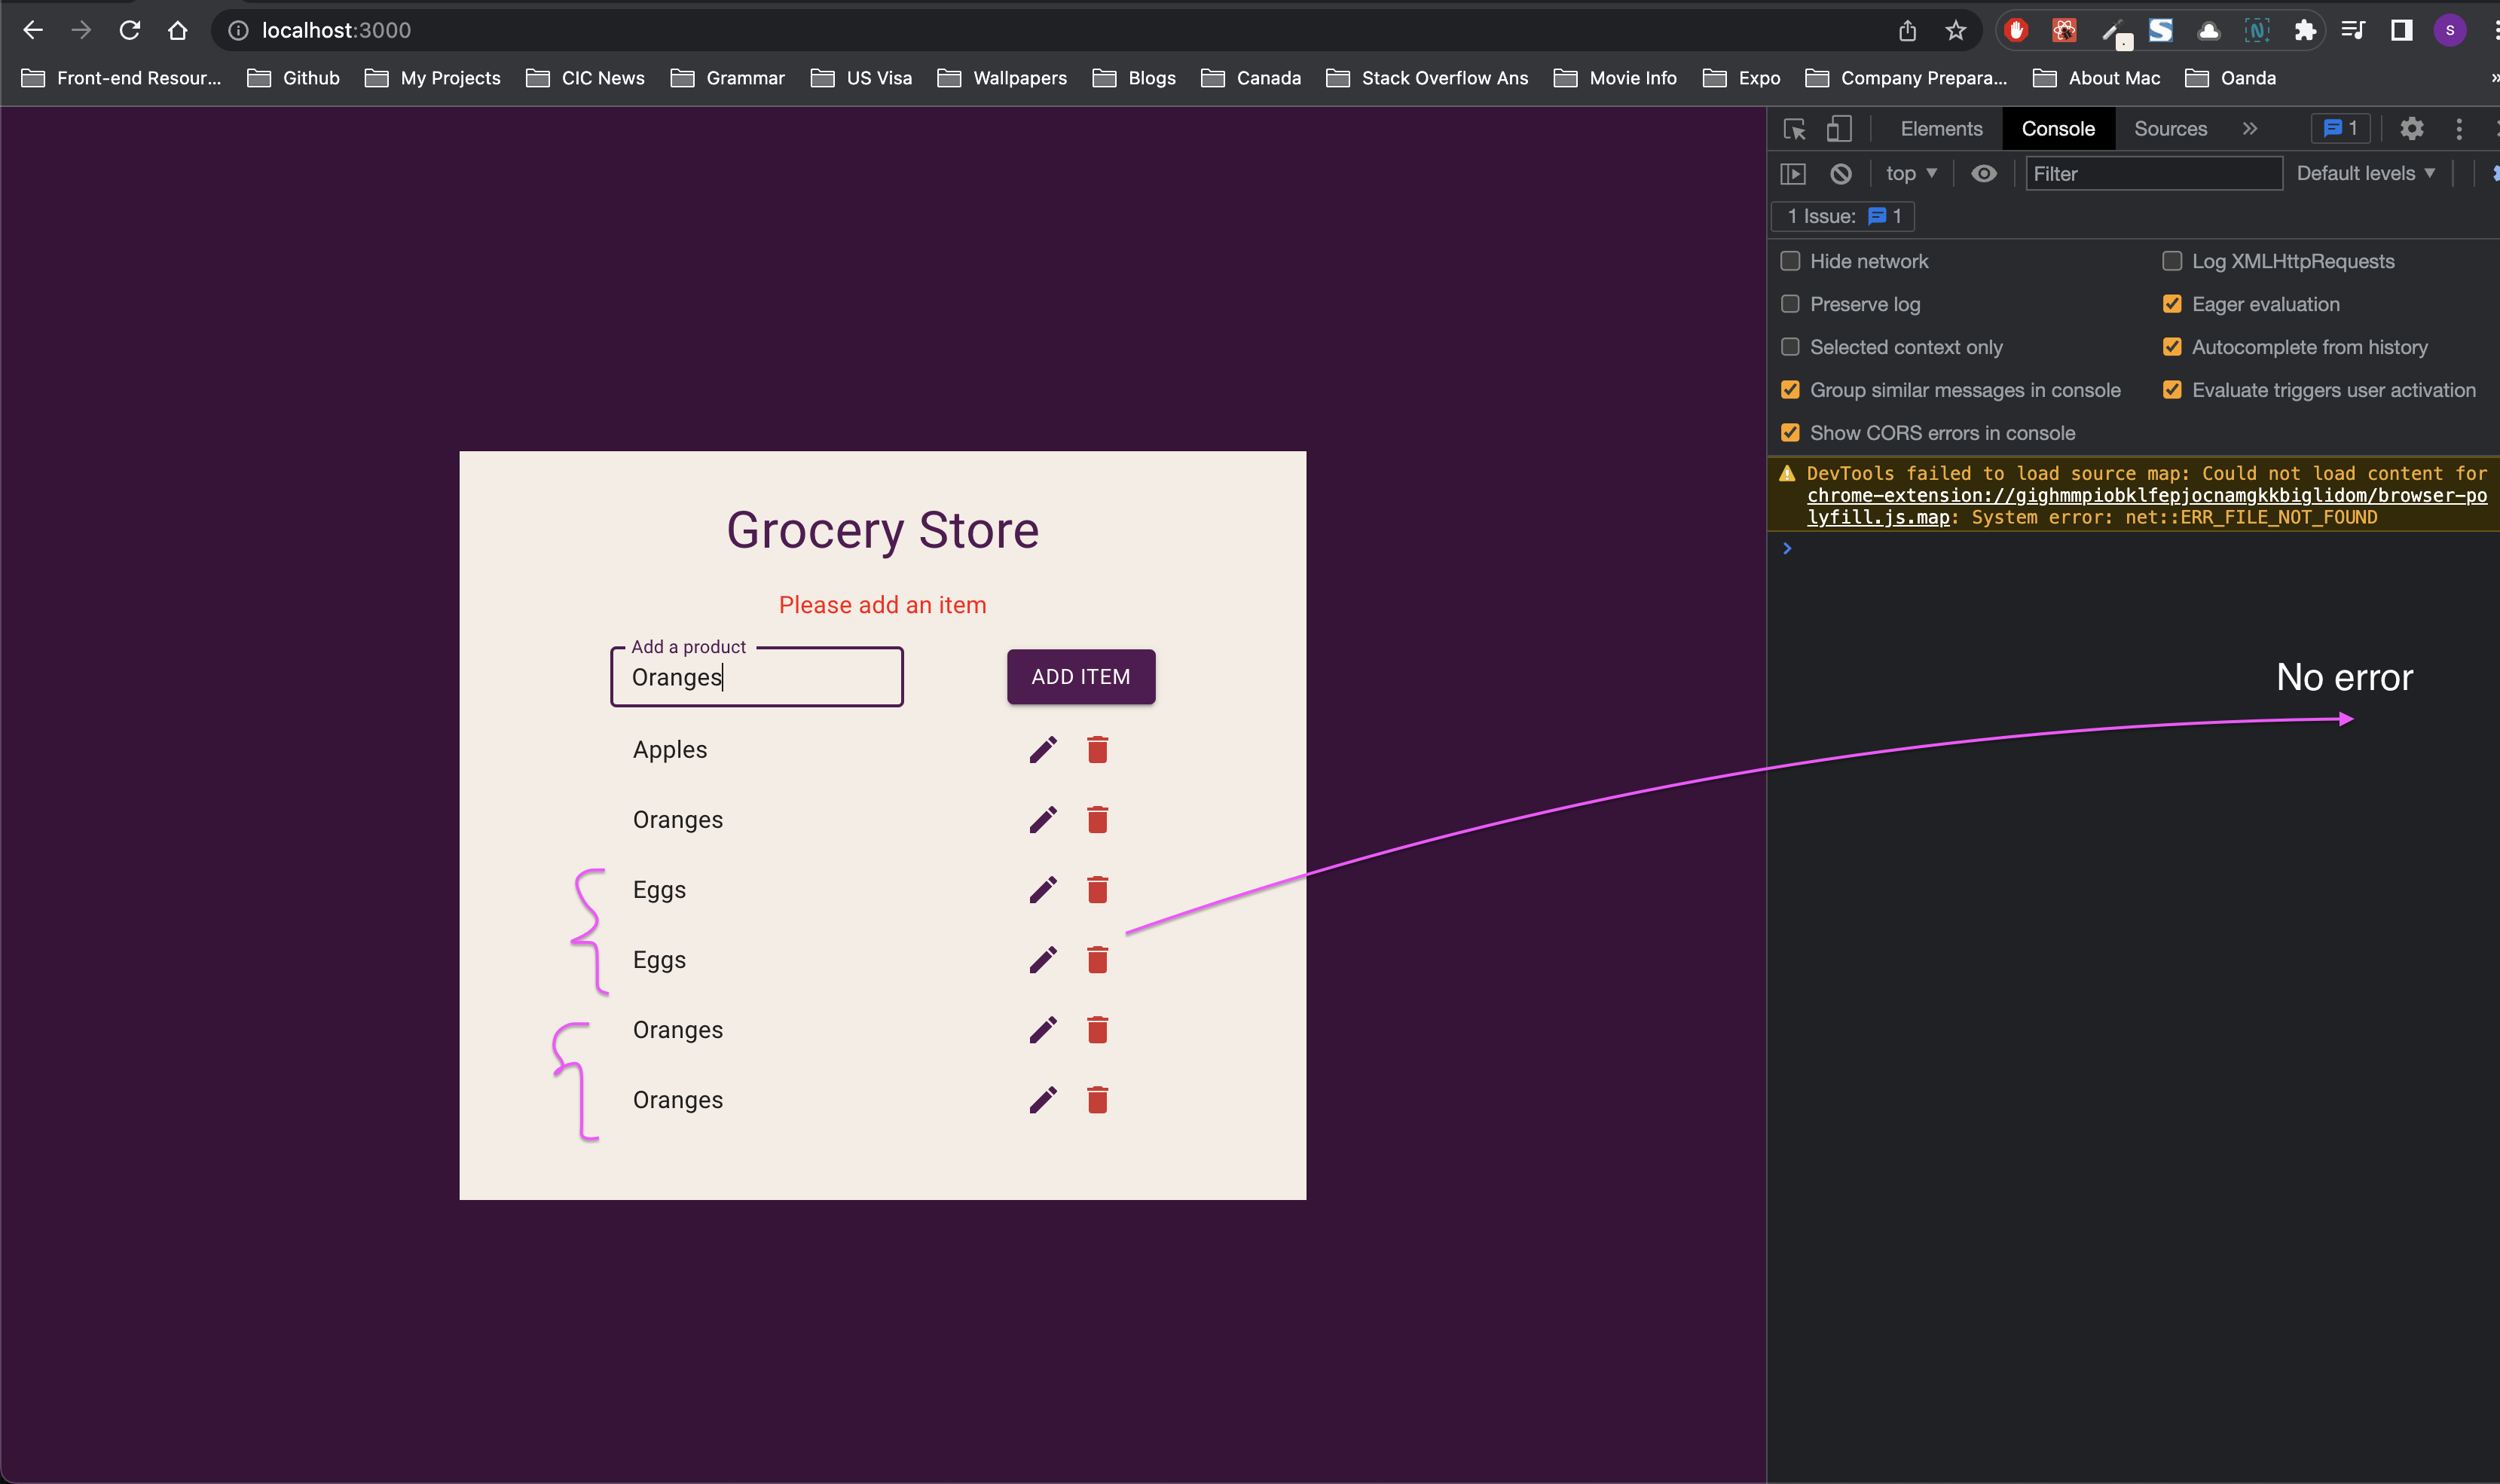 localhost:3000
S
Front-end Resour... Github My Projects CIC News Grammar US Visa Wallpapers Blogs Canada Stack Overflow Ans Movie Info Expo Company Prepara... About Mac Oanda »
Elements Console Sources » 1
top Filter Default levels
1 Issue: 1
Hide network Log XMLHttpRequests
Preserve log Eager evaluation
Selected context only Autocomplete from history
Group similar messages in console Evaluate triggers user activation
Show CORS errors in console
DevTools failed to load source map: Could not load content for
chrome-extension://gighmmpiobklfepjocnamgkkbiglidom/browser-po
lyfill.js.map: System error: net::ERR_FILE_NOT_FOUND
Grocery Store
Please add an item
Add a product
Oranges ADD ITEM
No error
Apples
Oranges
Eggs
Eggs
Oranges
Oranges